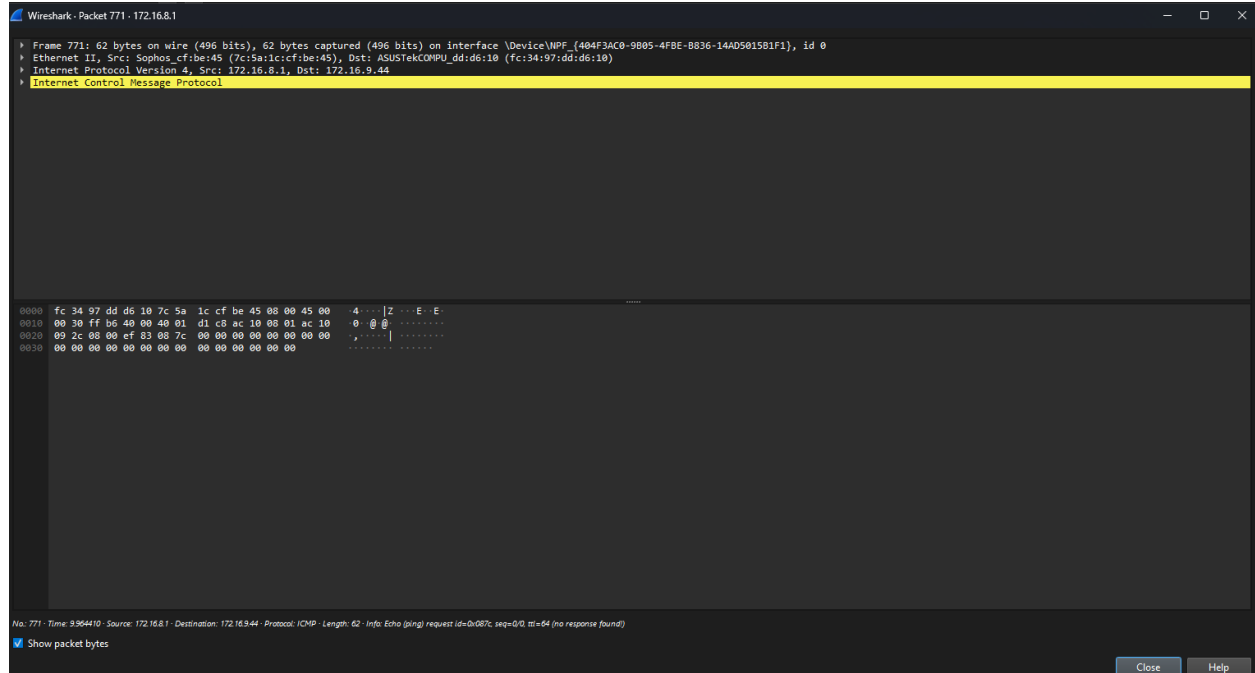 Wireshark · Packet 771 · 172.16.8.1
Frame 771: 62 bytes on wire (496 bits), 62 bytes captured (496 bits) on interface \Device\NPF_{404F3AC0-9B05-4FBE-B836-14AD5015B1F1}, id 0
Ethernet II, Src: Sophos_cf:be:45 (7c:5a:1c:cf:be:45), Dst: ASUSTekCOMPU_dd:d6:10 (fc:34:97:dd:d6:10)
Internet Protocol Version 4, Src: 172.16.8.1, Dst: 172.16.9.44
Internet Control Message Protocol
0000 fc 34 97 dd d6 10 7c 5a 1c cf be 45 08 00 45 00 ·4····|Z ···E··E·
0010 00 30 ff b6 40 00 40 01 d1 c8 ac 10 08 01 ac 10 ·0··@·@· ········
0020 09 2c 08 00 ef 83 08 7c 00 00 00 00 00 00 00 00 ·,·····| ········
0030 00 00 00 00 00 00 00 00 00 00 00 00 00 00 ········ ······
No.: 771 · Time: 9.964410 · Source: 172.16.8.1 · Destination: 172.16.9.44 · Protocol: ICMP · Length: 62 · Info: Echo (ping) request id=0x087c, seq=0/0, ttl=64 (no response found!)
Show packet bytes
Close Help